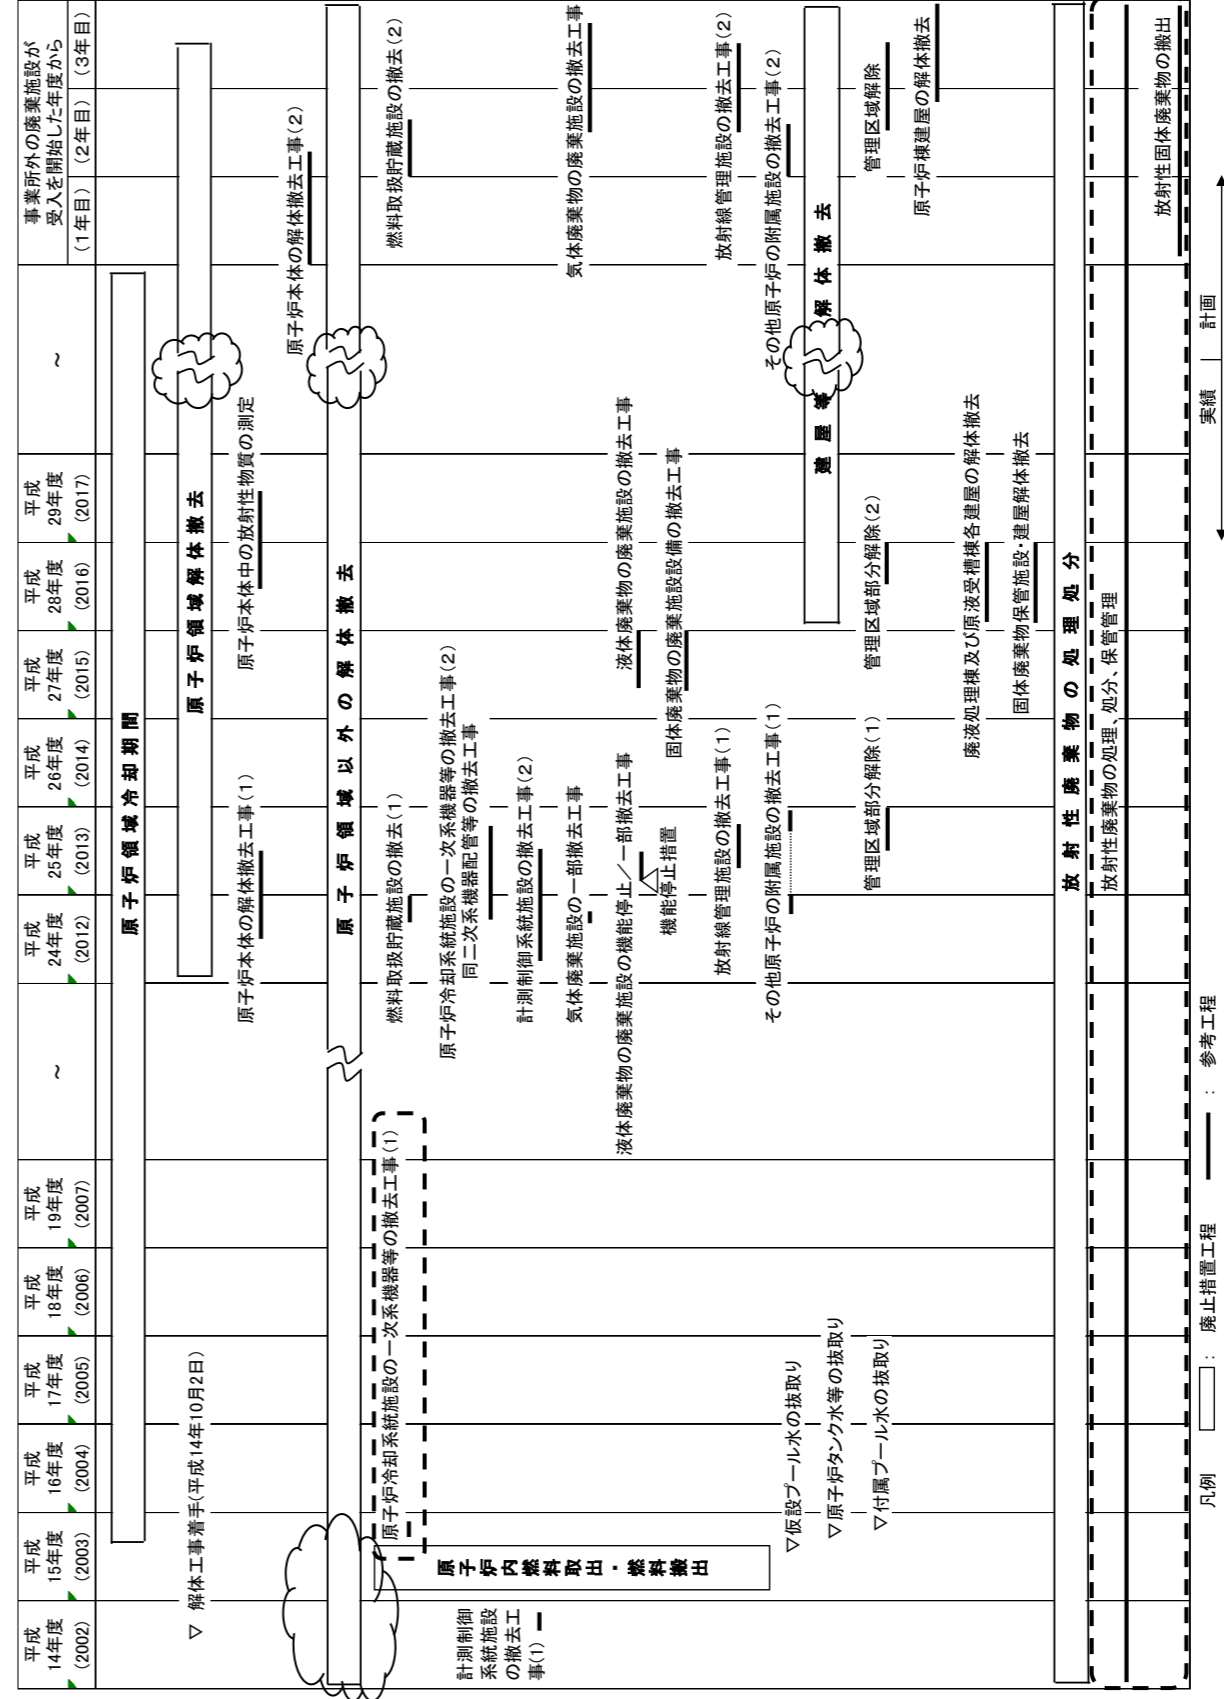 平成
14年度
(2002)
平成
15年度
(2003)
平成
16年度
(2004)
平成
17年度
(2005)
平成
18年度
(2006)
平成
19年度
(2007)
～
平成
24年度
(2012)
平成
25年度
(2013)
平成
26年度
(2014)
平成
27年度
(2015)
平成
28年度
(2016)
平成
29年度
(2017)
～
事業所外の廃棄施設が
受入を開始した年度から
(1年目)
(2年目)
(3年目)
原子炉領域冷却期間
原子炉領域解体撤去
▽ 解体工事着手(平成14年10月2日)
原子炉本体の解体撤去工事(1)
原子炉本体中の放射性物質の測定
原子炉本体の解体撤去工事(2)
原子炉領域以外の解体撤去
原子炉冷却系統施設の一次系機器等の撤去工事(1)
燃料取扱貯蔵施設の撤去(1)
燃料取扱貯蔵施設の撤去(2)
原子炉内燃料取出・燃料搬出
原子炉冷却系統施設の一次系機器等の撤去工事(2)
同二次系機器配管等の撤去工事
計測制御
系統施設
の撤去工
事(1)
計測制御系統施設の撤去工事(2)
気体廃棄施設の一部撤去工事
気体廃棄物の廃棄施設の撤去工事
液体廃棄物の廃棄施設の機能停止／一部撤去工事
液体廃棄物の廃棄施設の撤去工事
機能停止措置
固体廃棄物の廃棄施設設備の撤去工事
放射線管理施設の撤去工事(1)
放射線管理施設の撤去工事(2)
その他原子炉の附属施設の撤去工事(1)
その他原子炉の附属施設の撤去工事(2)
▽仮設プール水の抜取り
▽原子炉タンク水等の抜取り
▽付属プール水の抜取り
建屋等解体撤去
管理区域部分解除(1)
管理区域部分解除(2)
管理区域解除
原子炉棟建屋の解体撤去
廃液処理棟及び原液受槽棟各建屋の解体撤去
固体廃棄物保管施設・建屋解体撤去
放射性廃棄物の処理処分
放射性廃棄物の処理、処分、保管管理
放射性固体廃棄物の搬出
凡例
： 廃止措置工程
： 参考工程
実績
計画